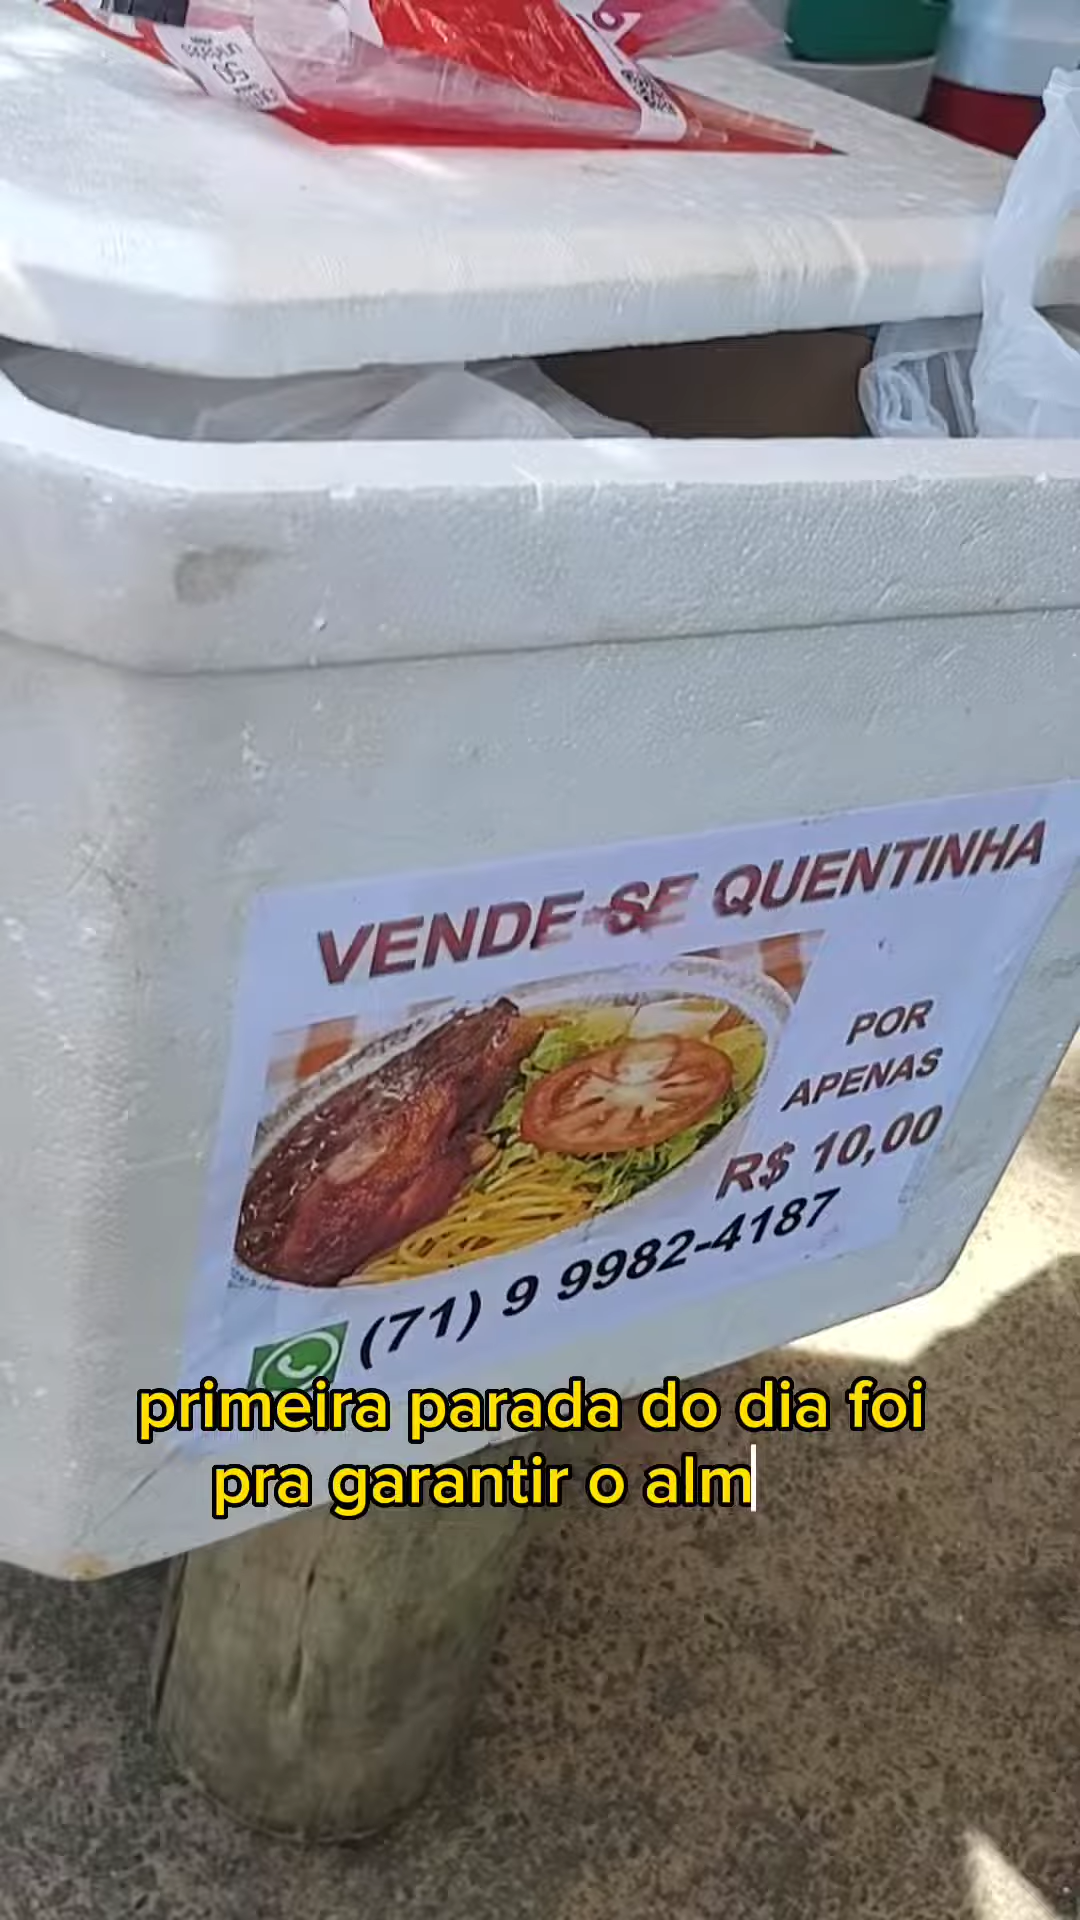 VENDE-SE QUENTINHA
POR
APENAS
R$ 10,00
(71) 9 9982-4187
primeira parada do dia foi
pra garantir o alm